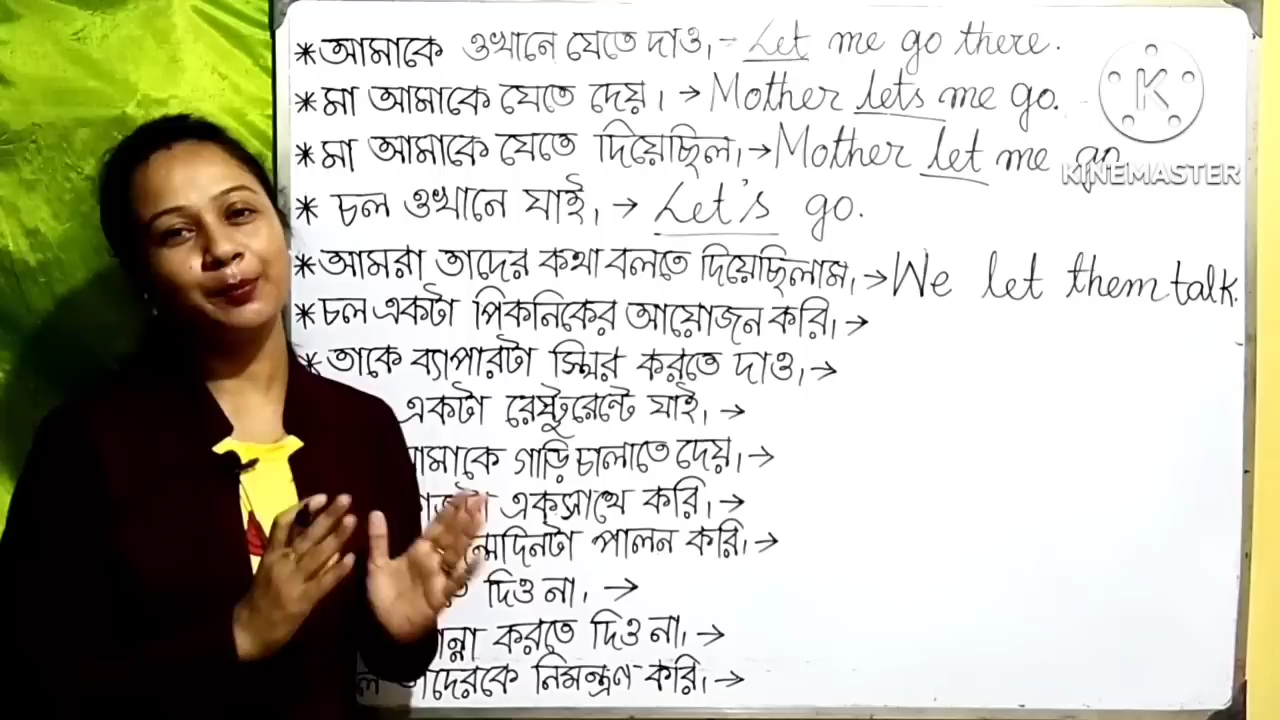 * আমাকে ওখানে যেতে দাও।- Let me go there.
* মা আমাকে যেতে দেয়। → Mother lets me go.
* মা আমাকে যেতে দিয়েছিল। → Mother let me go
KINEMASTER
* চল ওখানে যাই। → Let's go.
* আমরা তাদের কথা বলতে দিয়েছিলাম। → We let them talk.
* চল একটা পিকনিকের আয়োজন করি। →
* তাকে ব্যাপারটা স্থির করতে দাও। →
একটা রেষ্টুরেন্টে যাই। →
আমাকে গাড়ি চালাতে দেয়। →
একসাথে করি। →
পালন করি। →
দিও না। →
করতে দিও না। →
তাদেরকে নিমন্ত্রণ করি। →
K